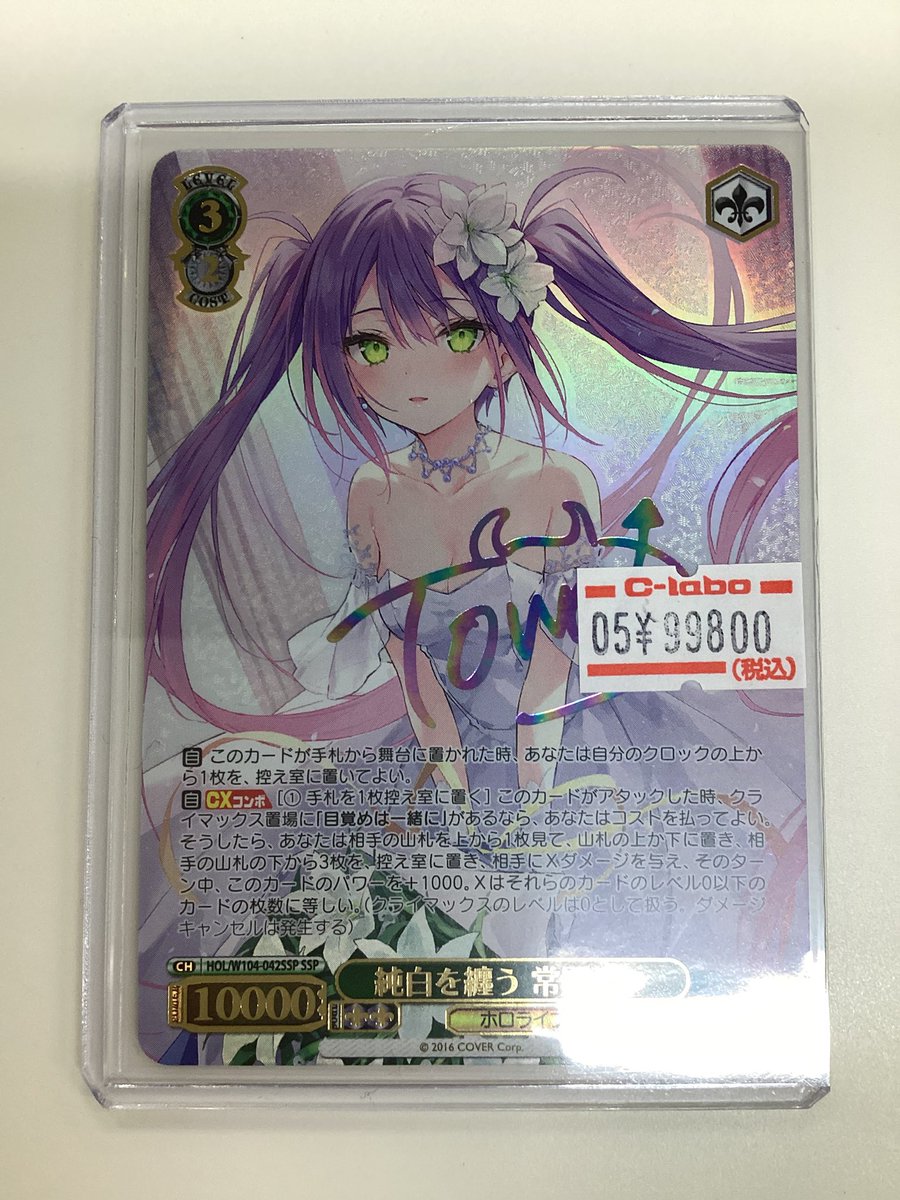 LEVEL
3
2
COST
Tow
C-labo
05¥99800
(税込)
自 このカードが手札から舞台に置かれた時、あなたは自分のクロックの上か
ら1枚を、控え室に置いてよい。
自 CXコンボ [① 手札を1枚控え室に置く] このカードがアタックした時、クラ
イマックス置場に「目覚めは一緒に」があるなら、あなたはコストを払ってよい。
そうしたら、あなたは相手の山札を上から1枚見て、山札の上か下に置き、相
手の山札の下から3枚を、控え室に置き、相手にXダメージを与え、そのター
ン中、このカードのパワーを+1000。Xはそれらのカードのレベル0以下の
カードの枚数に等しい。(クライマックスのレベルは0として扱う。ダメージ
キャンセルは発生する)
CH HOL/W104-042SSP SSP
10000
純白を纏う 常
ホロライ
© 2016 COVER Corp.